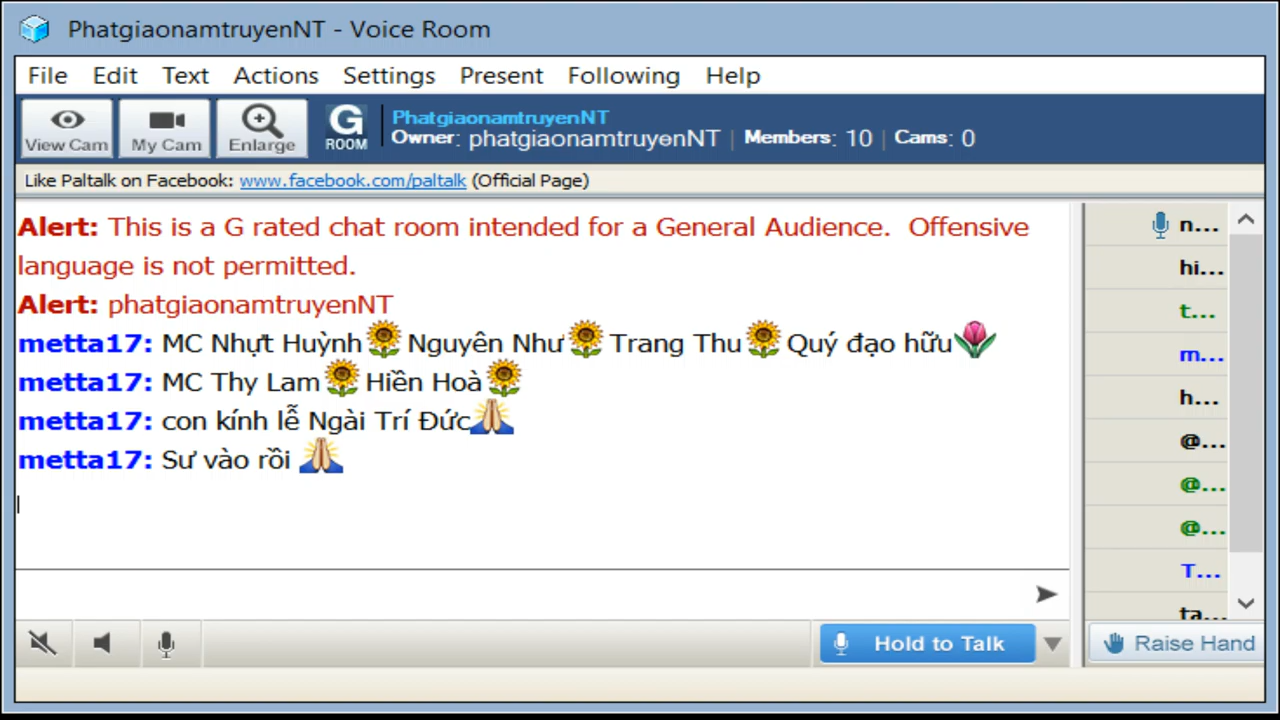 PhatgiaonamtruyenNT - Voice Room
File Edit Text Actions Settings Present Following Help
View Cam My Cam Enlarge G ROOM
PhatgiaonamtruyenNT
Owner: phatgiaonamtruyenNT | Members: 10 | Cams: 0
Like Paltalk on Facebook: www.facebook.com/paltalk (Official Page)
Alert: This is a G rated chat room intended for a General Audience. Offensive
language is not permitted.
Alert: phatgiaonamtruyenNT
metta17: MC Nhựt Huỳnh🌻Nguyên Như🌻Trang Thu🌻Quý đạo hữu🌷
metta17: MC Thy Lam🌻Hiền Hoà🌻
metta17: con kính lễ Ngài Trí Đức🙏
metta17: Sư vào rồi 🙏
n...
hi...
t...
m...
h...
@...
@...
@...
T...
ta...
Hold to Talk
Raise Hand